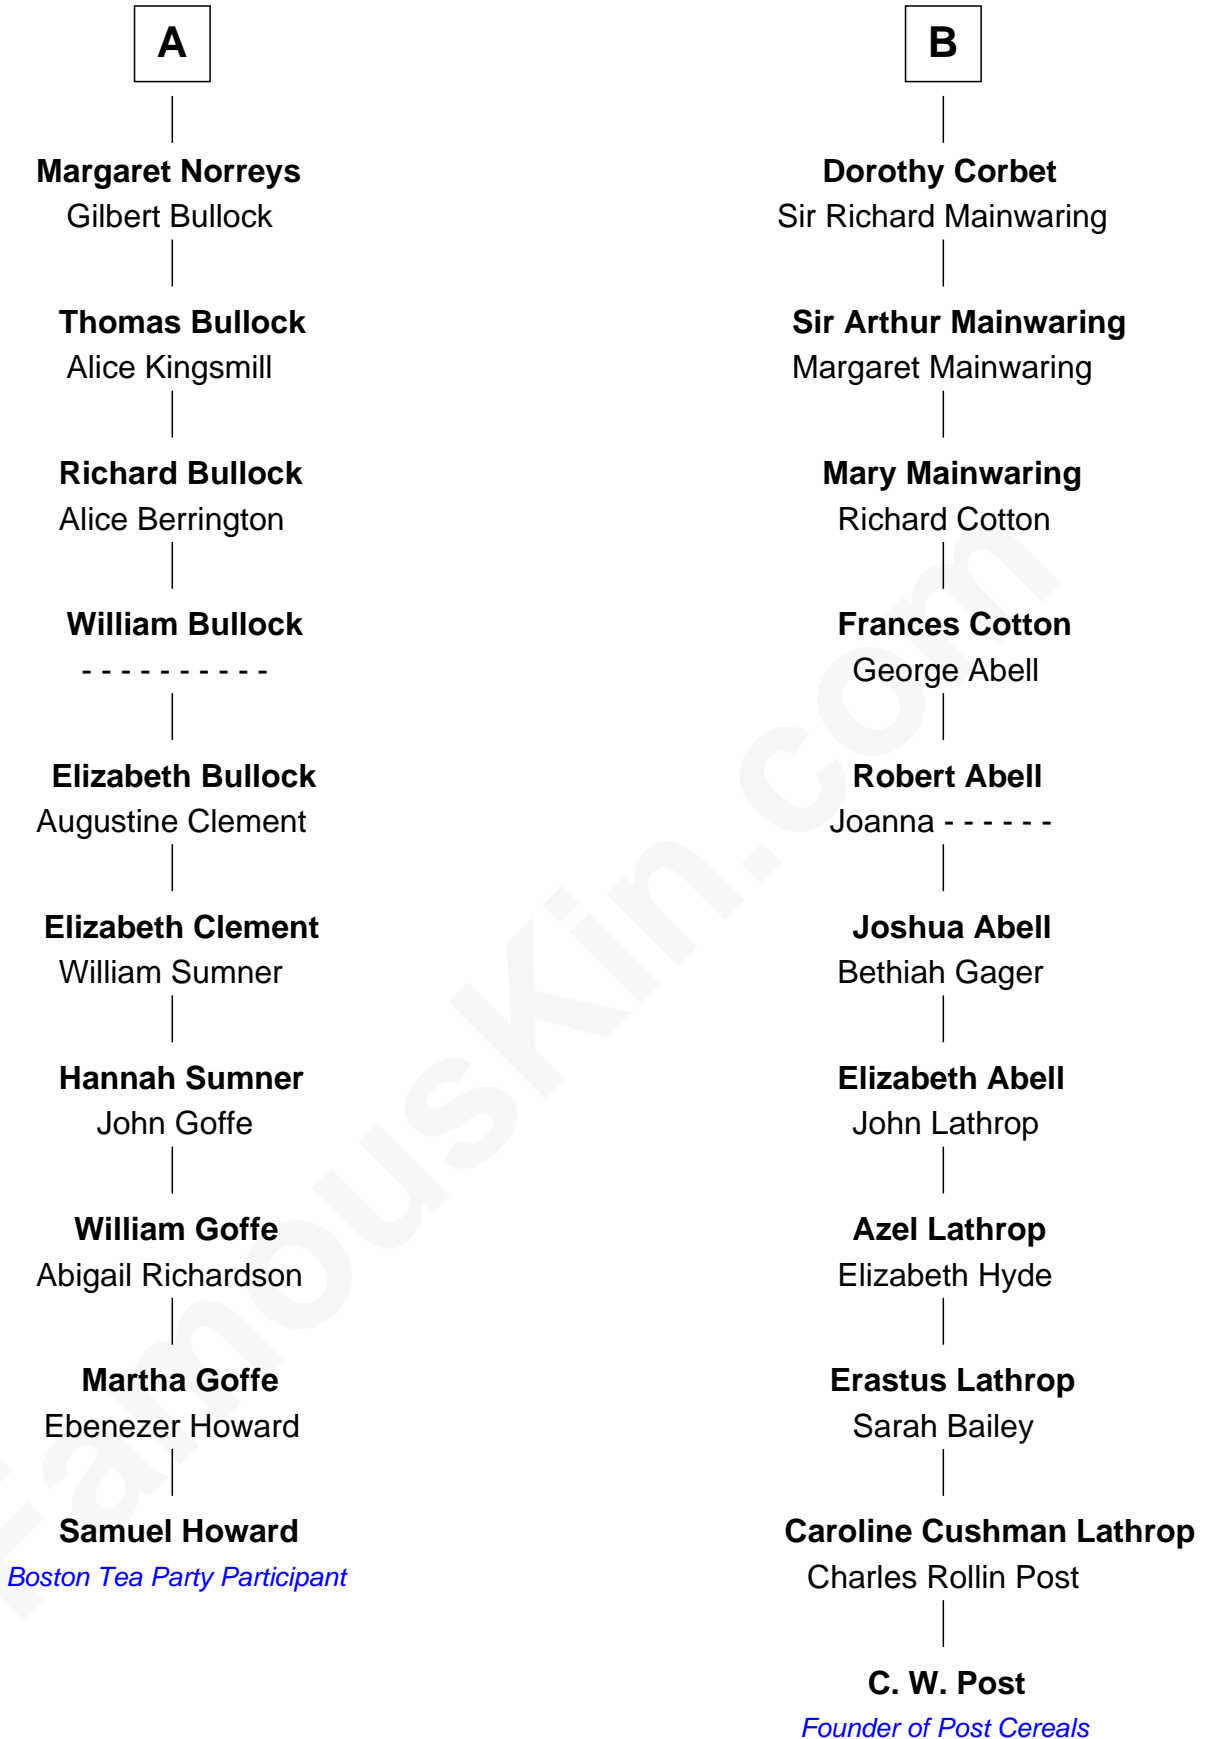 A
Margaret Norreys
Gilbert Bullock
Thomas Bullock
Alice Kingsmill
Richard Bullock
Alice Berrington
William Bullock
- - - - - - - - - -
Elizabeth Bullock
Augustine Clement
Elizabeth Clement
William Sumner
Hannah Sumner
John Goffe
William Goffe
Abigail Richardson
Martha Goffe
Ebenezer Howard
Samuel Howard
Boston Tea Party Participant
B
Dorothy Corbet
Sir Richard Mainwaring
Sir Arthur Mainwaring
Margaret Mainwaring
Mary Mainwaring
Richard Cotton
Frances Cotton
George Abell
Robert Abell
Joanna - - - - - -
Joshua Abell
Bethiah Gager
Elizabeth Abell
John Lathrop
Azel Lathrop
Elizabeth Hyde
Erastus Lathrop
Sarah Bailey
Caroline Cushman Lathrop
Charles Rollin Post
C. W. Post
Founder of Post Cereals
FamousKin.com